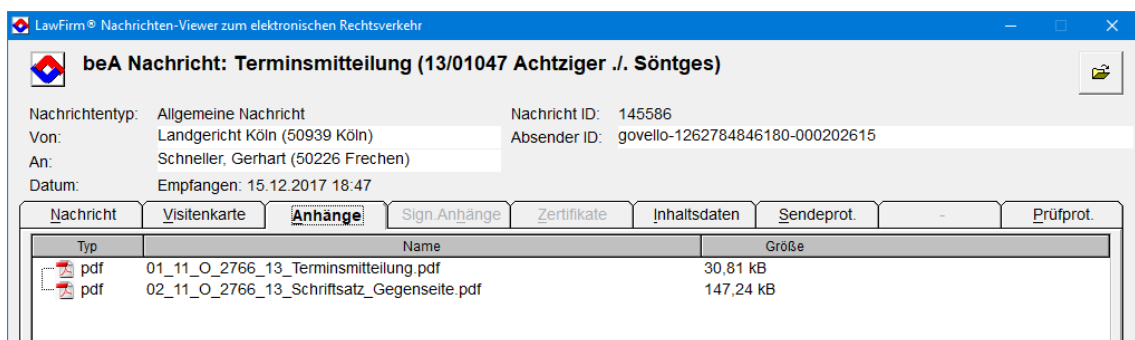 LawFirm® Nachrichten-Viewer zum elektronischen Rechtsverkehr
beA Nachricht: Terminsmitteilung (13/01047 Achtziger ./. Söntges)
Nachrichtentyp: Allgemeine Nachricht Nachricht ID: 145586
Von: Landgericht Köln (50939 Köln) Absender ID: govello-1262784846180-000202615
An: Schneller, Gerhart (50226 Frechen)
Datum: Empfangen: 15.12.2017 18:47
Nachricht Visitenkarte Anhänge Sign.Anhänge Zertifikate Inhaltsdaten Sendeprot. - Prüfprot.
Typ Name Größe
pdf 01_11_O_2766_13_Terminsmitteilung.pdf 30,81 kB
pdf 02_11_O_2766_13_Schriftsatz_Gegenseite.pdf 147,24 kB